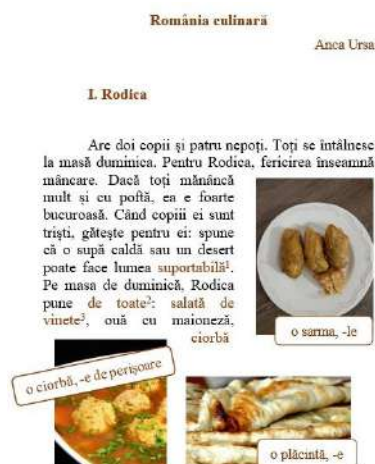 România culinară
Anca Ursa
I. Rodica
Are doi copii și patru nepoți. Toți se întâlnesc
la masă duminica. Pentru Rodica, fericirea înseamnă
mâncare. Dacă toți mănâncă
mult și cu poftă, ea e foarte
bucuroasă. Când copiii ei sunt
triști, gătește pentru ei: spune
că o supă caldă sau un desert
poate face lumea suportabilă¹.
Pe masa de duminică, Rodica
pune de toate²: salată de
vinete³, ouă cu maioneză,
ciorbă
o sarma, -le
o ciorbă, -e de perișoare
o plăcintă, -e